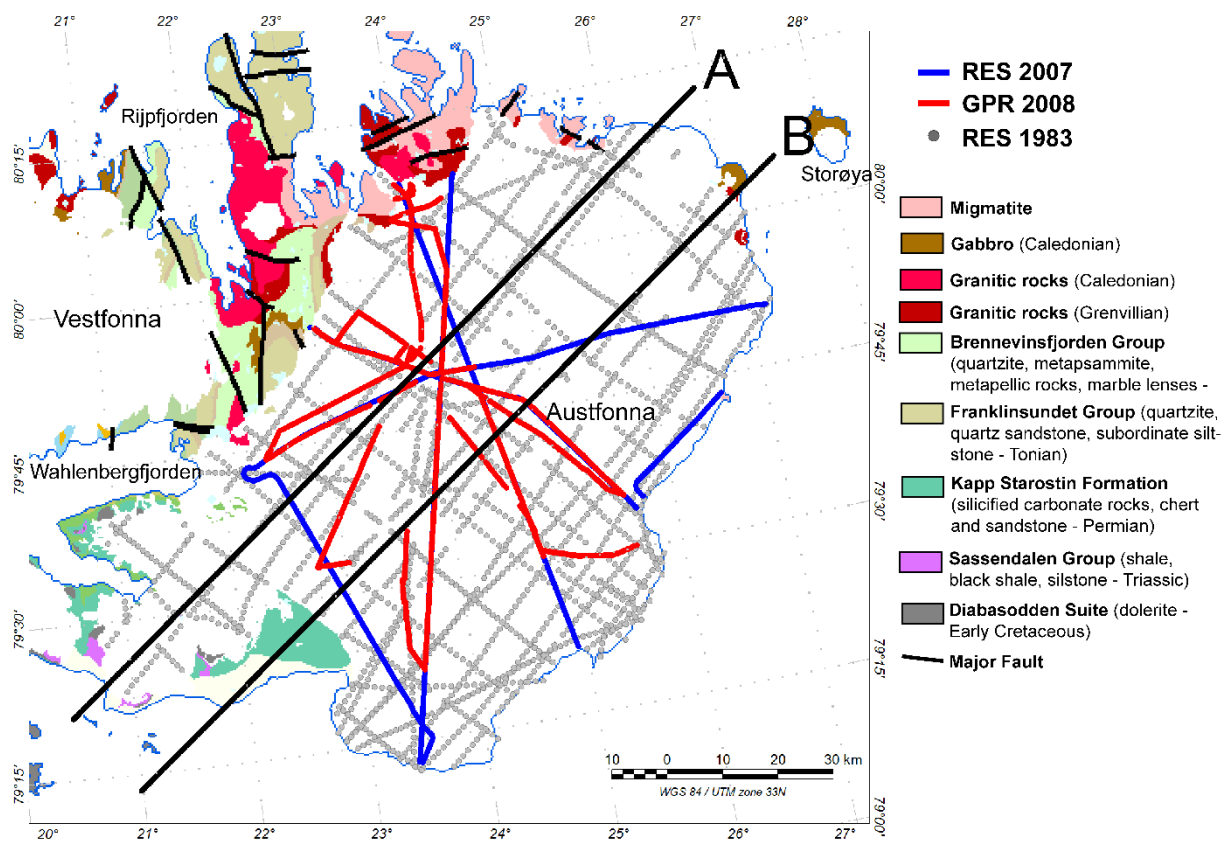 21° 22° 23° 24° 25° 26° 27° 28°
A
B
Rijpfjorden
Storøya
80°15'
80°00'
79°45'
79°30'
79°15'
80°00'
79°45'
79°30'
79°15'
79°00'
Vestfonna
Austfonna
Wahlenbergfjorden
10 0 10 20 30 km
WGS 84 / UTM zone 33N
20° 21° 22° 23° 24° 25° 26° 27°
RES 2007
GPR 2008
RES 1983
Migmatite
Gabbro (Caledonian)
Granitic rocks (Caledonian)
Granitic rocks (Grenvillian)
Brennevinsfjorden Group
(quartzite, metapsammite,
metapellic rocks, marble lenses -
Franklinsundet Group (quartzite,
quartz sandstone, subordinate silt-
stone - Tonian)
Kapp Starostin Formation
(silicified carbonate rocks, chert
and sandstone - Permian)
Sassendalen Group (shale,
black shale, silstone - Triassic)
Diabasodden Suite (dolerite -
Early Cretaceous)
Major Fault